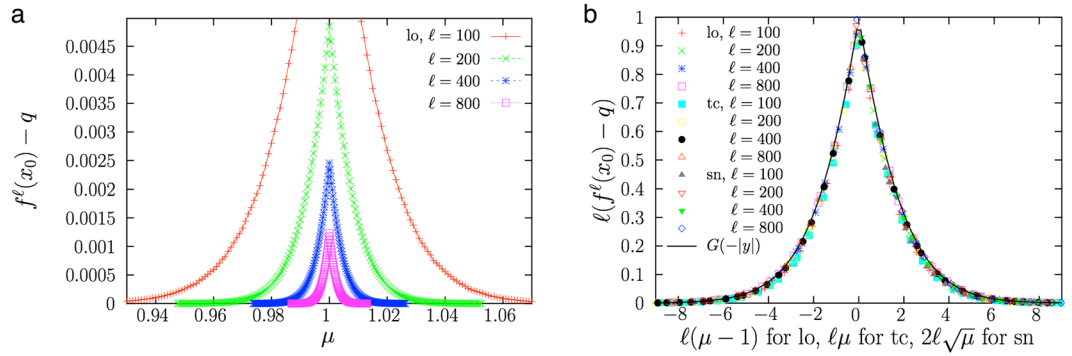 a
f^ℓ(x₀) − q
0.0045
0.004
0.0035
0.003
0.0025
0.002
0.0015
0.001
0.0005
0
lo, ℓ = 100
ℓ = 200
ℓ = 400
ℓ = 800
0.94 0.96 0.98 1 1.02 1.04 1.06
μ
b
ℓ(f^ℓ(x₀) − q)
1
0.9
0.8
0.7
0.6
0.5
0.4
0.3
0.2
0.1
0
lo, ℓ = 100
ℓ = 200
ℓ = 400
ℓ = 800
tc, ℓ = 100
ℓ = 200
ℓ = 400
ℓ = 800
sn, ℓ = 100
ℓ = 200
ℓ = 400
ℓ = 800
G(−|y|)
−8 −6 −4 −2 0 2 4 6 8
ℓ(μ − 1) for lo, ℓμ for tc, 2ℓ√μ for sn